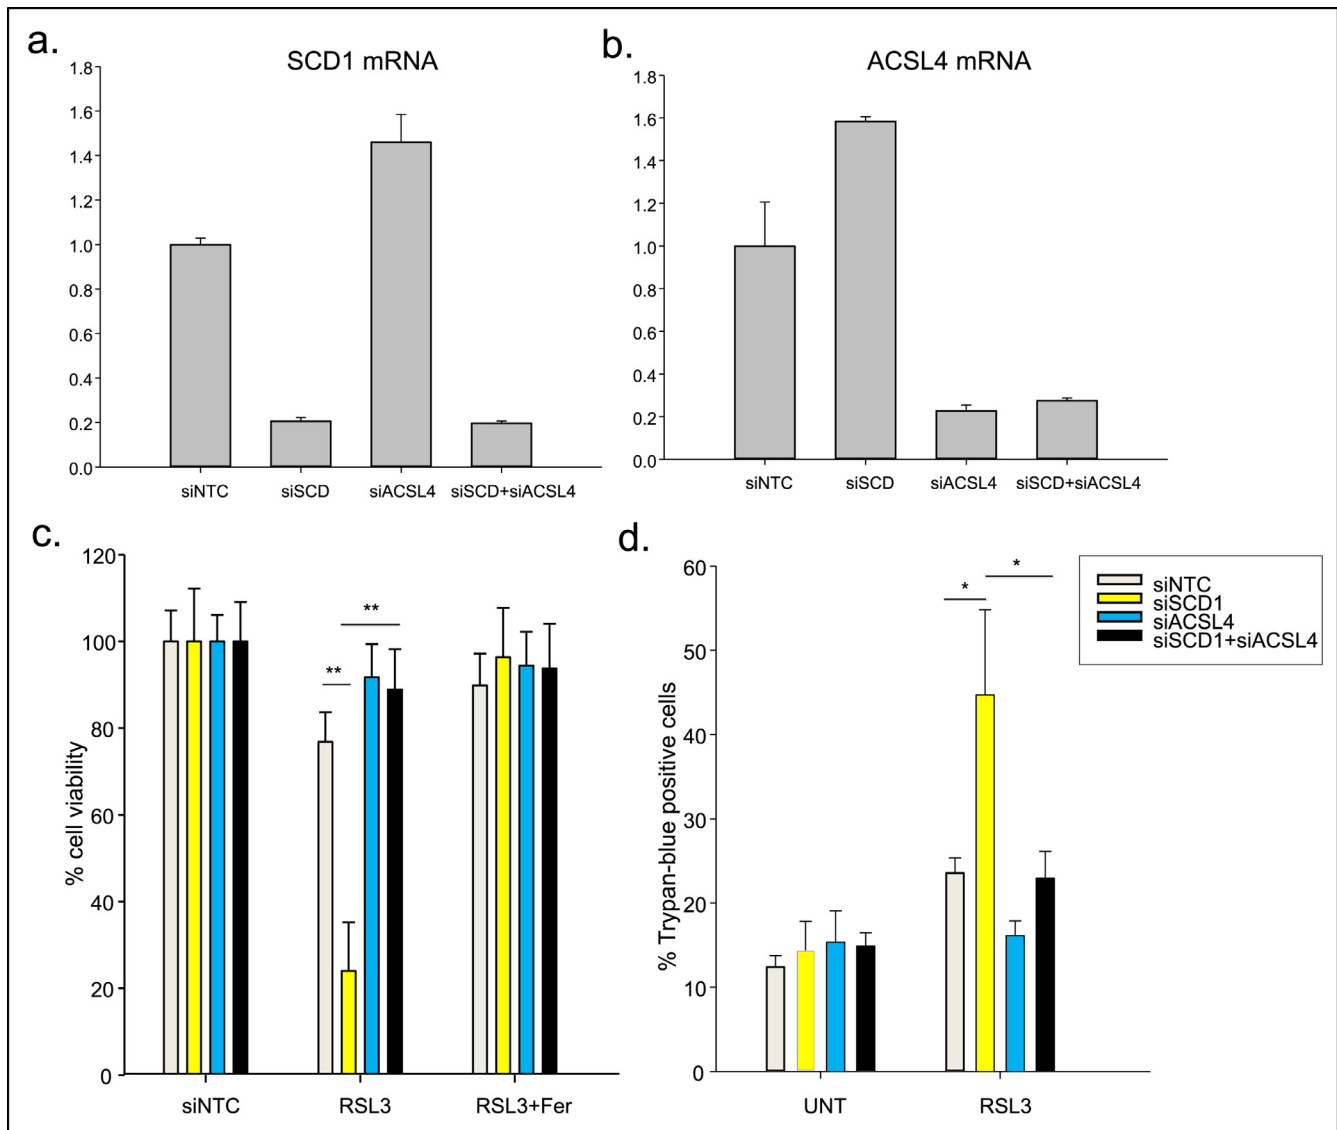 a.
SCD1 mRNA
1.8
1.6
1.4
1.2
1.0
0.8
0.6
0.4
0.2
0.0
siNTC siSCD siACSL4 siSCD+siACSL4
b.
ACSL4 mRNA
1.8
1.6
1.4
1.2
1.0
0.8
0.6
0.4
0.2
0.0
siNTC siSCD siACSL4 siSCD+siACSL4
c.
% cell viability
120
100
80
60
40
20
0
**
**
siNTC RSL3 RSL3+Fer
d.
% Trypan-blue positive cells
60
50
40
30
20
10
0
*
*
UNT RSL3
siNTC
siSCD1
siACSL4
siSCD1+siACSL4